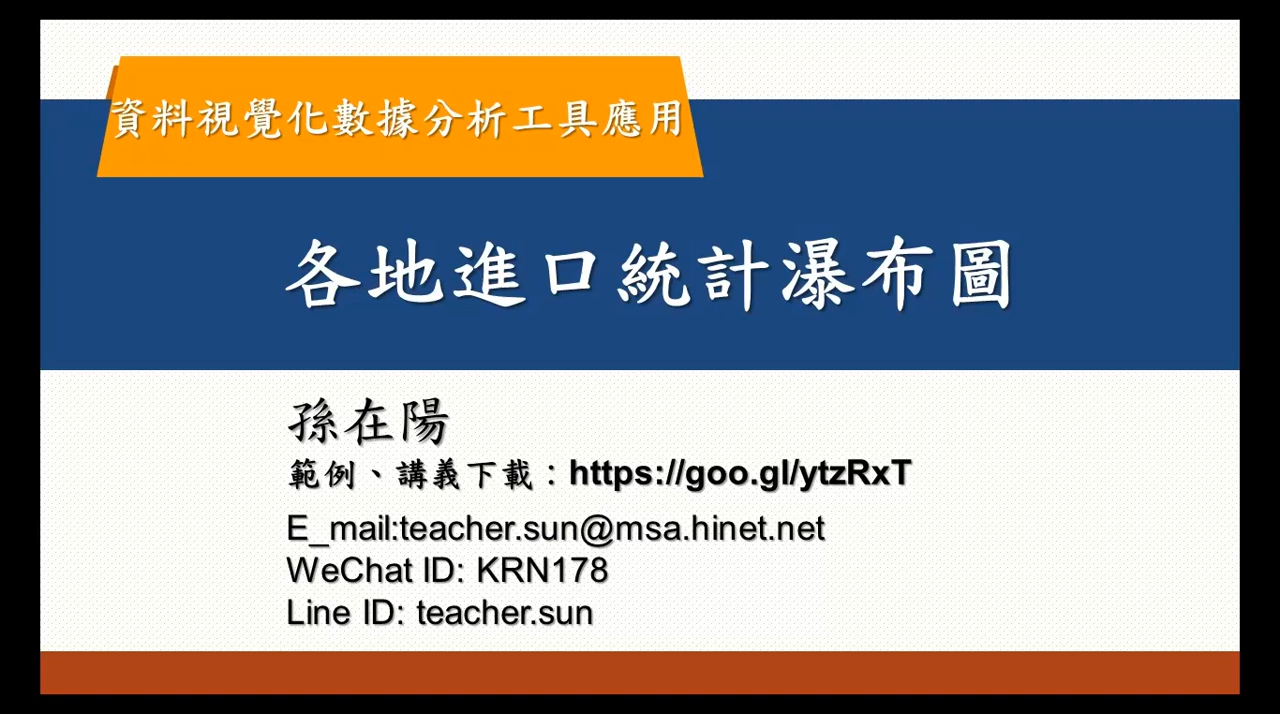 資料視覺化數據分析工具應用
各地進口統計瀑布圖
孫在陽
範例、講義下載：https://goo.gl/ytzRxT
E_mail:teacher.sun@msa.hinet.net
WeChat ID: KRN178
Line ID: teacher.sun